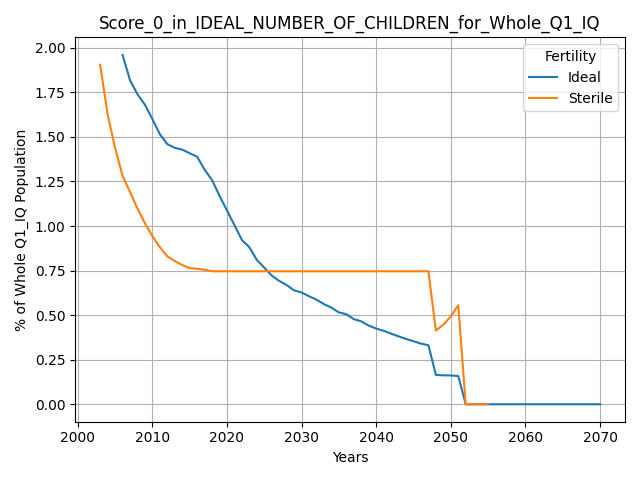 Score_0_in_IDEAL_NUMBER_OF_CHILDREN_for_Whole_Q1_IQ
Fertility
Ideal
Sterile
% of Whole Q1_IQ Population
2.00
1.75
1.50
1.25
1.00
0.75
0.50
0.25
0.00
2000 2010 2020 2030 2040 2050 2060 2070
Years